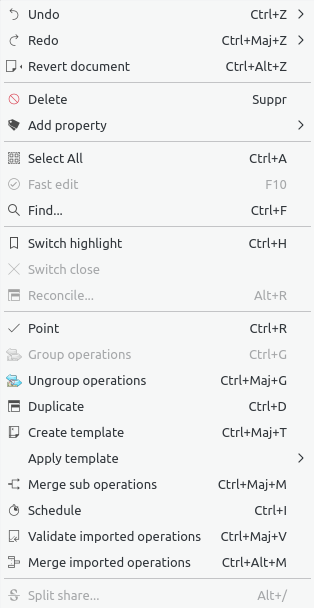 Undo Ctrl+Z
Redo Ctrl+Maj+Z
Revert document Ctrl+Alt+Z
Delete Suppr
Add property
Select All Ctrl+A
Fast edit F10
Find... Ctrl+F
Switch highlight Ctrl+H
Switch close
Reconcile... Alt+R
Point Ctrl+R
Group operations Ctrl+G
Ungroup operations Ctrl+Maj+G
Duplicate Ctrl+D
Create template Ctrl+Maj+T
Apply template
Merge sub operations Ctrl+Maj+M
Schedule Ctrl+I
Validate imported operations Ctrl+Maj+V
Merge imported operations Ctrl+Alt+M
Split share... Alt+/